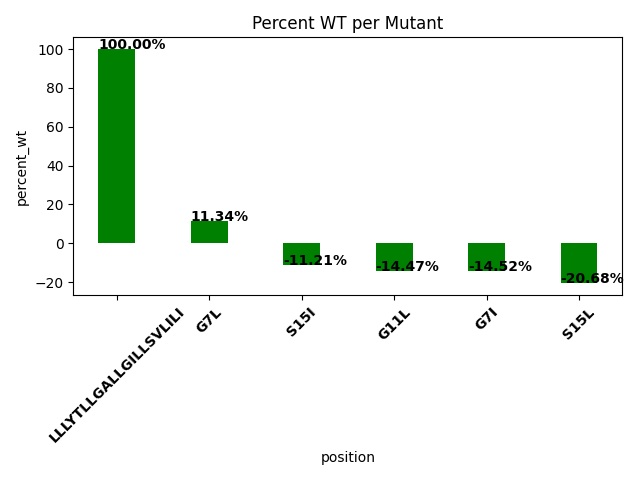 Percent WT per Mutant
percent_wt
100
80
60
40
20
0
−20
100.00%
11.34%
-11.21%
-14.47%
-14.52%
-20.68%
LLLYTLLGALLGILLSVLILI
G7L
S15I
G11L
G7I
S15L
position